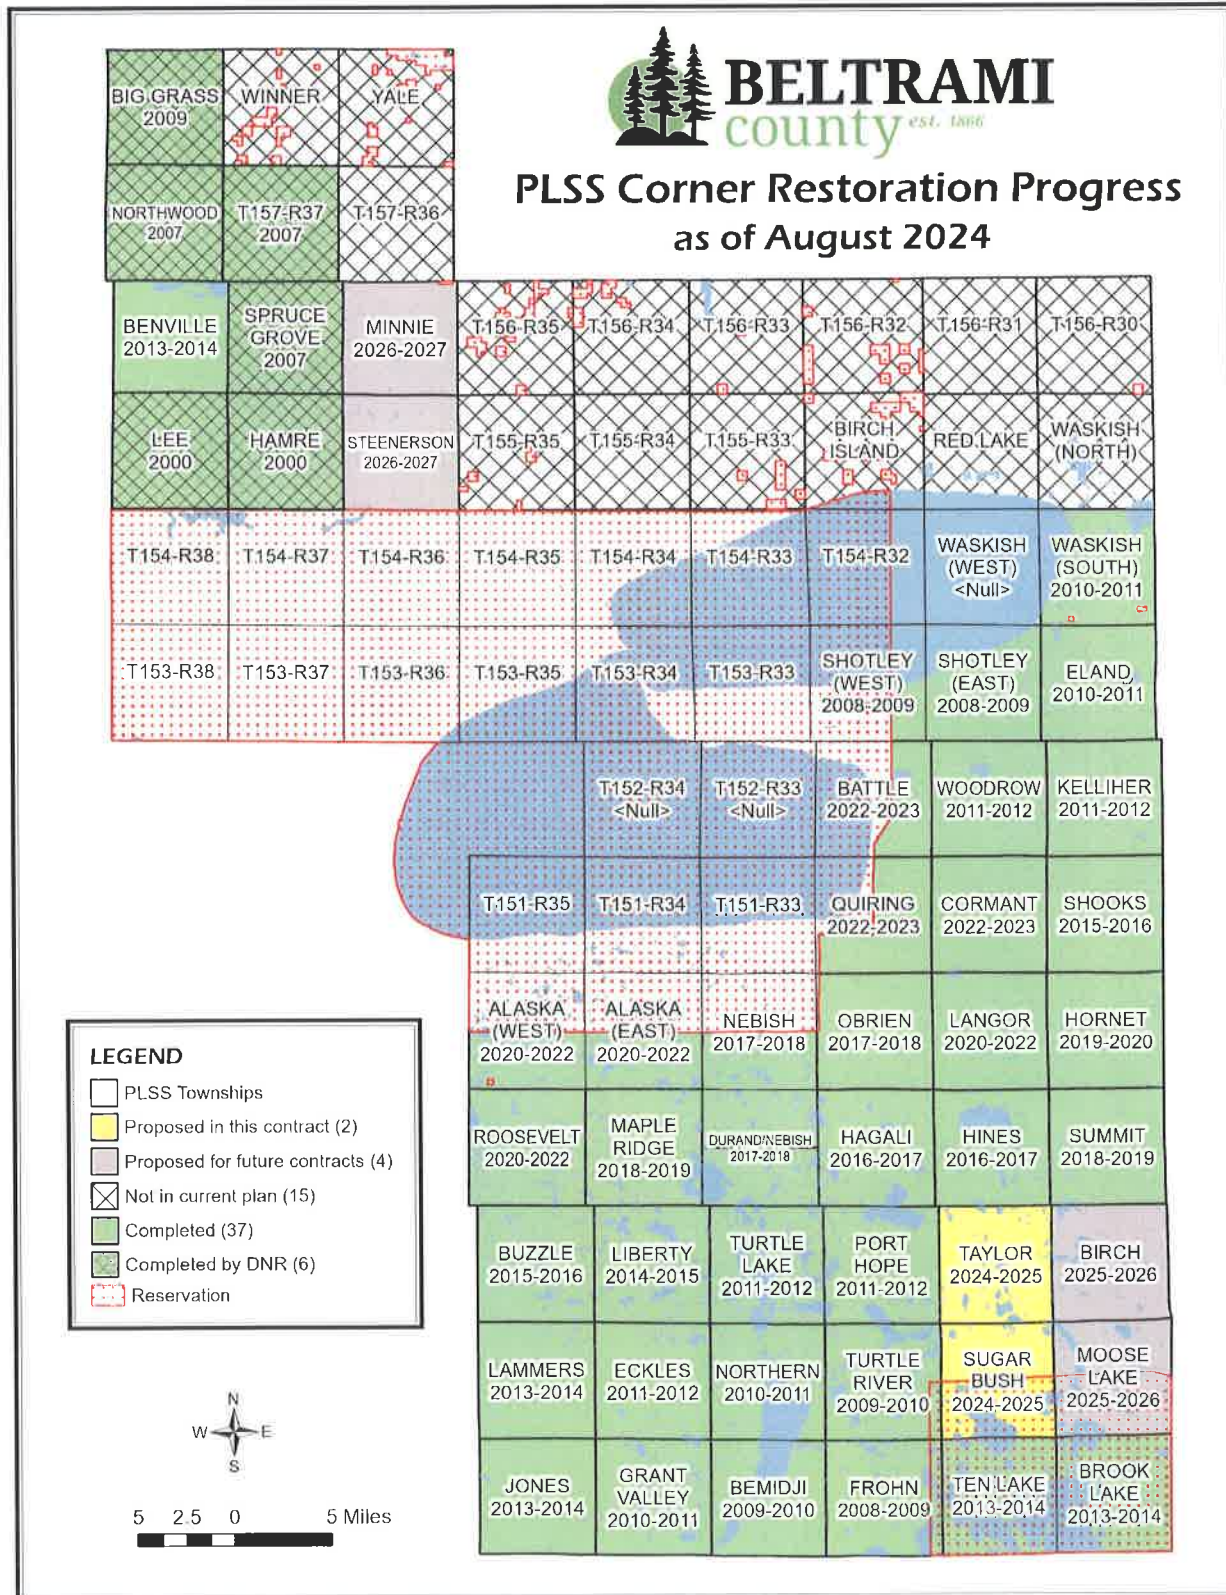 BELTRAMI
county est. 1866
PLSS Corner Restoration Progress
as of August 2024
BIG GRASS
2009
WINNER
YALE
NORTHWOOD
2007
T157-R37
2007
T157-R36
BENVILLE
2013-2014
SPRUCE
GROVE
2007
MINNIE
2026-2027
T156-R35
T156-R34
T156-R33
T156-R32
T156-R31
T156-R30
LEE
2000
HAMRE
2000
STEENERSON
2026-2027
T155-R35
T155-R34
T155-R33
BIRCH
ISLAND
RED LAKE
WASKISH
(NORTH)
T154-R38
T154-R37
T154-R36
T154-R35
T154-R34
T154-R33
T154-R32
WASKISH
(WEST)
<Null>
WASKISH
(SOUTH)
2010-2011
T153-R38
T153-R37
T153-R36
T153-R35
T153-R34
T153-R33
SHOTLEY
(WEST)
2008-2009
SHOTLEY
(EAST)
2008-2009
ELAND
2010-2011
T152-R34
<Null>
T152-R33
<Null>
BATTLE
2022-2023
WOODROW
2011-2012
KELLIHER
2011-2012
T151-R35
T151-R34
T151-R33
QUIRING
2022-2023
CORMANT
2022-2023
SHOOKS
2015-2016
ALASKA
(WEST)
2020-2022
ALASKA
(EAST)
2020-2022
NEBISH
2017-2018
OBRIEN
2017-2018
LANGOR
2020-2022
HORNET
2019-2020
ROOSEVELT
2020-2022
MAPLE
RIDGE
2018-2019
DURAND/NEBISH
2017-2018
HAGALI
2016-2017
HINES
2016-2017
SUMMIT
2018-2019
BUZZLE
2015-2016
LIBERTY
2014-2015
TURTLE
LAKE
2011-2012
PORT
HOPE
2011-2012
TAYLOR
2024-2025
BIRCH
2025-2026
LAMMERS
2013-2014
ECKLES
2011-2012
NORTHERN
2010-2011
TURTLE
RIVER
2009-2010
SUGAR
BUSH
2024-2025
MOOSE
LAKE
2025-2026
JONES
2013-2014
GRANT
VALLEY
2010-2011
BEMIDJI
2009-2010
FROHN
2008-2009
TEN LAKE
2013-2014
BROOK
LAKE
2013-2014
LEGEND
PLSS Townships
Proposed in this contract (2)
Proposed for future contracts (4)
Not in current plan (15)
Completed (37)
Completed by DNR (6)
Reservation
N
W E
S
5 2.5 0 5 Miles